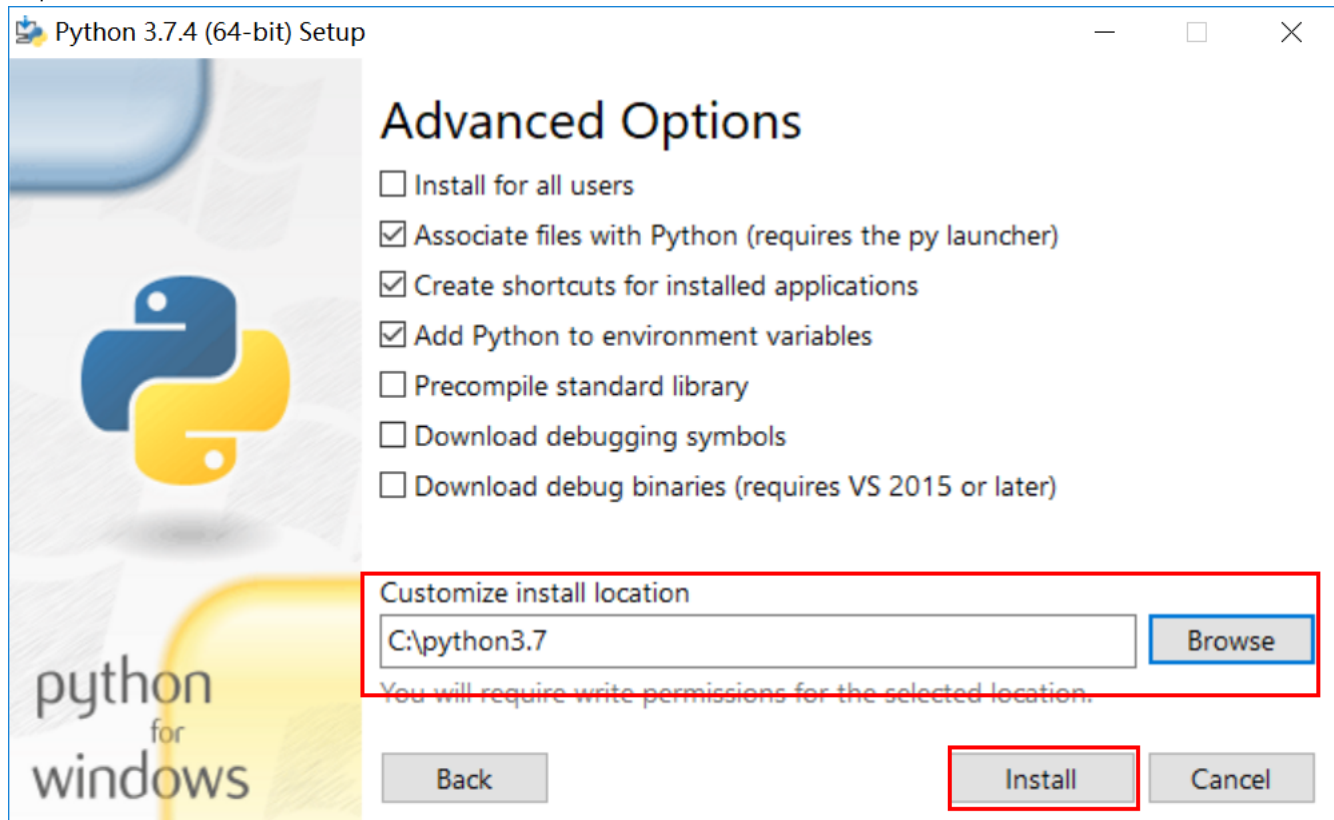 Python 3.7.4 (64-bit) Setup
Advanced Options
Install for all users
Associate files with Python (requires the py launcher)
Create shortcuts for installed applications
Add Python to environment variables
Precompile standard library
Download debugging symbols
Download debug binaries (requires VS 2015 or later)
Customize install location
C:\python3.7
Browse
You will require write permissions for the selected location.
python
for
windows
Back
Install
Cancel